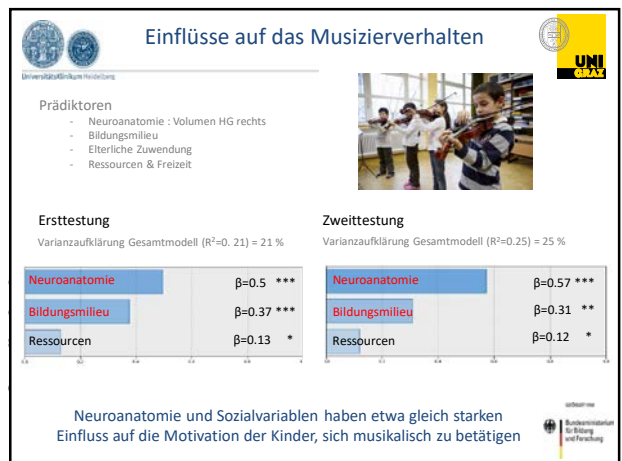 Einflüsse auf das Musizierverhalten
UniversitätsKlinikum Heidelberg
UNI
GRAZ
Prädiktoren
- Neuroanatomie : Volumen HG rechts
- Bildungsmilieu
- Elterliche Zuwendung
- Ressourcen & Freizeit
Ersttestung
Varianzaufklärung Gesamtmodell (R²=0. 21) = 21 %
Neuroanatomie β=0.5 ***
Bildungsmilieu β=0.37 ***
Ressourcen β=0.13 *
Zweittestung
Varianzaufklärung Gesamtmodell (R²=0.25) = 25 %
Neuroanatomie β=0.57 ***
Bildungsmilieu β=0.31 **
Ressourcen β=0.12 *
Neuroanatomie und Sozialvariablen haben etwa gleich starken
Einfluss auf die Motivation der Kinder, sich musikalisch zu betätigen
Bundesministerium
für Bildung
und Forschung